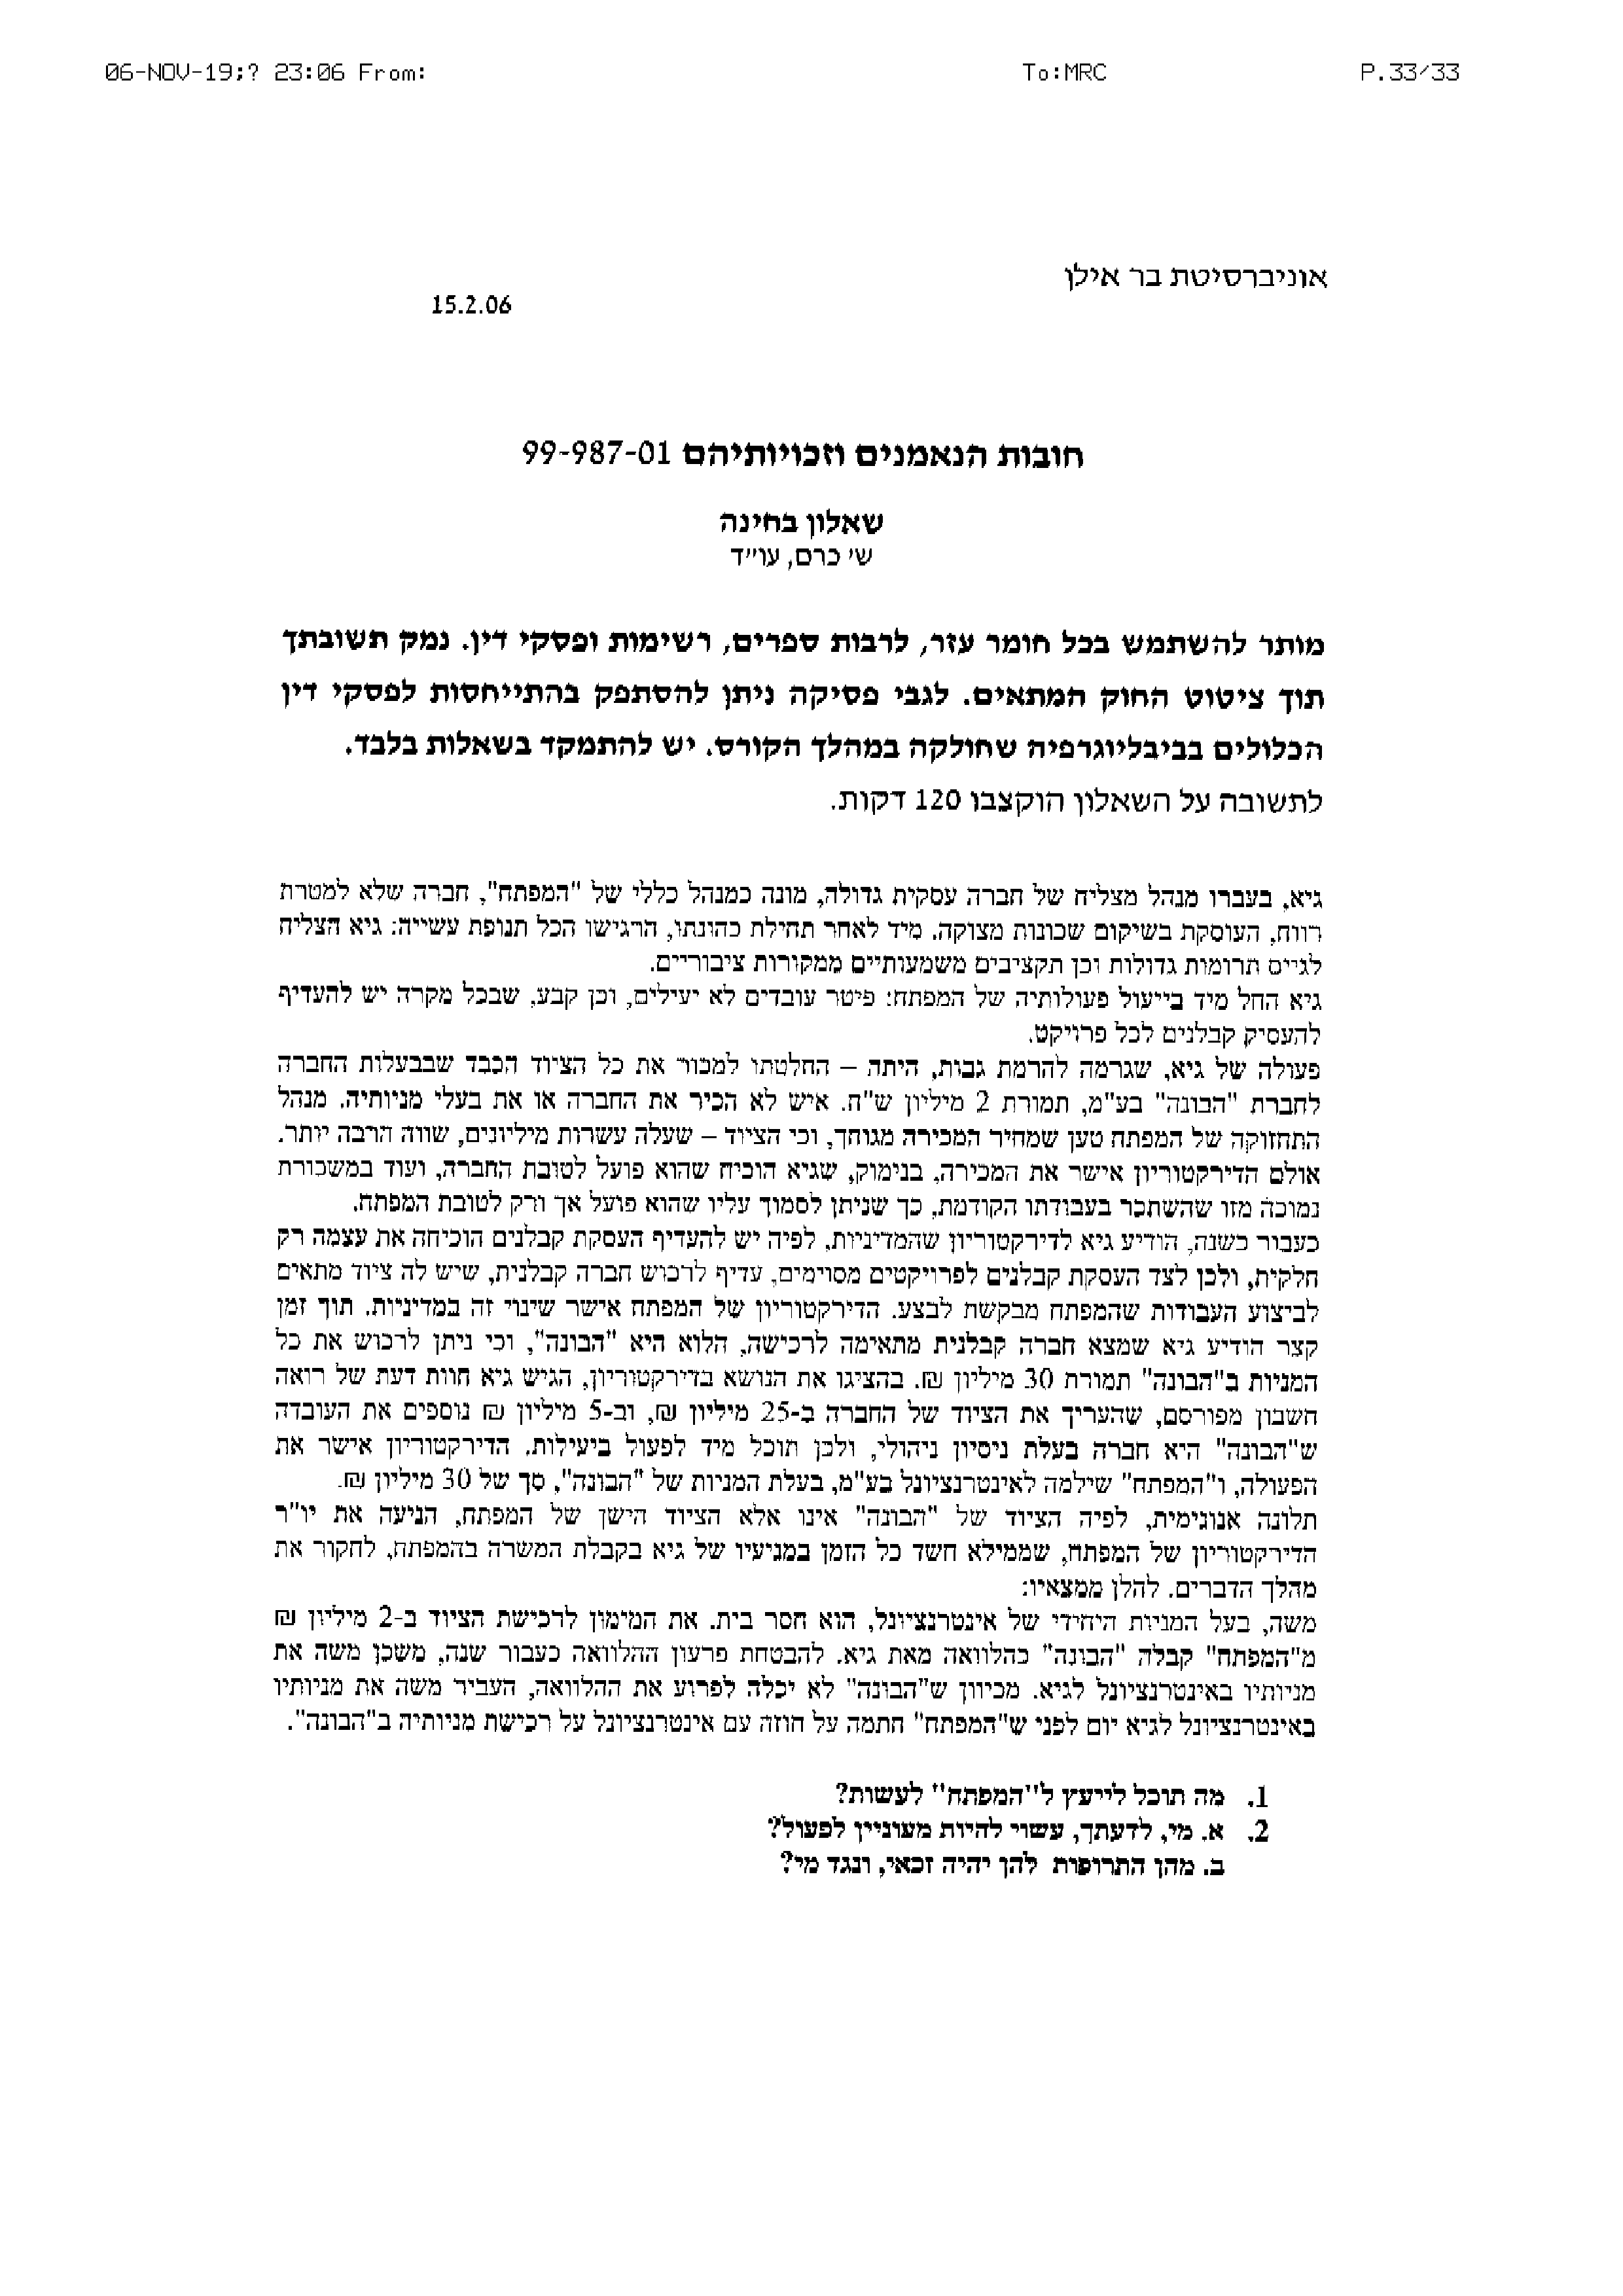 06-NOV-19;? 23:06 From: To:MRC P.33/33
אוניברסיטת בר אילן
15.2.06
חובות הנאמנים וזכויותיהם 99-987-01
שאלון בחינה
שי כרם, עו"ד
מותר להשתמש בכל חומר עזר, לרבות ספרים, רשימות ופסקי דין. נמק תשובתך
תוך ציטוט החוק המתאים. לגבי פסיקה ניתן להסתפק בהתייחסות לפסקי דין
הכלולים בביבליוגרפיה שחולקה במהלך הקורס. יש להתמקד בשאלות בלבד.
לתשובה על השאלון הוקצבו 120 דקות.
גיא, בעברו מנהל מצליח של חברה עסקית גדולה, מונה כמנהל כללי של "המפתח", חברה שלא למטרת
רווח, העוסקת בשיקום שכונות מצוקה. מיד לאחר תחילת כהונתו, הרגישו הכל תנופת עשייה: גיא הצליח
לגייס תרומות גדולות וכן תקציבים משמעותיים ממקורות ציבוריים.
גיא החל מיד בייעול פעולותיה של המפתח: פיטר עובדים לא יעילים, וכן קבע, שבכל מקרה יש להעדיף
להעסיק קבלנים לכל פרויקט.
פעולה של גיא, שגרמה להרמת גבות, היתה – החלטתו למכור את כל הציוד הכבד שבבעלות החברה
לחברת "הבונה" בע"מ, תמורת 2 מיליון ש"ח. איש לא הכיר את החברה או את בעלי מניותיה. מנהל
התחזוקה של המפתח טען שמחיר המכירה מגוחך, וכי הציוד – שעלה עשרות מיליונים, שווה הרבה יותר.
אולם הדירקטוריון אישר את המכירה, בנימוק, שגיא הוכיח שהוא פועל לטובת החברה, ועוד במשכורת
נמוכה מזו שהשתכר בעבודתו הקודמת, כך שניתן לסמוך עליו שהוא פועל אך ורק לטובת המפתח.
כעבור כשנה, הודיע גיא לדירקטוריון שהמדיניות, לפיה יש להעדיף העסקת קבלנים הוכיחה את עצמה רק
חלקית, ולכן לצד העסקת קבלנים לפרויקטים מסוימים, עדיף לרכוש חברה קבלנית, שיש לה ציוד מתאים
לביצוע העבודות שהמפתח מבקשת לבצע. הדירקטוריון של המפתח אישר שינוי זה במדיניות. תוך זמן
קצר הודיע גיא שמצא חברה קבלנית מתאימה לרכישה, הלוא היא "הבונה", וכי ניתן לרכוש את כל
המניות ב"הבונה" תמורת 30 מיליון ₪. בהציגו את הנושא בדירקטוריון, הגיש גיא חוות דעת של רואה
חשבון מפורסם, שהעריך את הציוד של החברה ב-25 מיליון ₪, וב-5 מיליון ₪ נוספים את העובדה
ש"הבונה" היא חברה בעלת ניסיון ניהולי, ולכן תוכל מיד לפעול ביעילות. הדירקטוריון אישר את
הפעולה, ו"המפתח" שילמה לאינטרנציונל בע"מ, בעלת המניות של "הבונה", סך של 30 מיליון ₪.
תלונה אנונימית, לפיה הציוד של "הבונה" אינו אלא הציוד הישן של המפתח, הניעה את יו"ר
הדירקטוריון של המפתח, שממילא חשד כל הזמן במניעיו של גיא בקבלת המשרה בהמפתח, לחקור את
מהלך הדברים. להלן ממצאיו:
משה, בעל המניות היחידי של אינטרנציונל, הוא חסר בית. את המימון לרכישת הציוד ב-2 מיליון ₪
מ"המפתח" קבלה "הבונה" כהלוואה מאת גיא. להבטחת פרעון ההלוואה כעבור שנה, משכן משה את
מניותיו באינטרנציונל לגיא. מכיוון ש"הבונה" לא יכלה לפרוע את ההלוואה, העביר משה את מניותיו
באינטרנציונל לגיא יום לפני ש"המפתח" חתמה על חוזה עם אינטרנציונל על רכישת מניותיה ב"הבונה".
1. מה תוכל לייעץ ל"המפתח" לעשות?
2. א. מי, לדעתך, עשוי להיות מעוניין לפעול?
ב. מהן התרופות להן יהיה זכאי, ונגד מי?